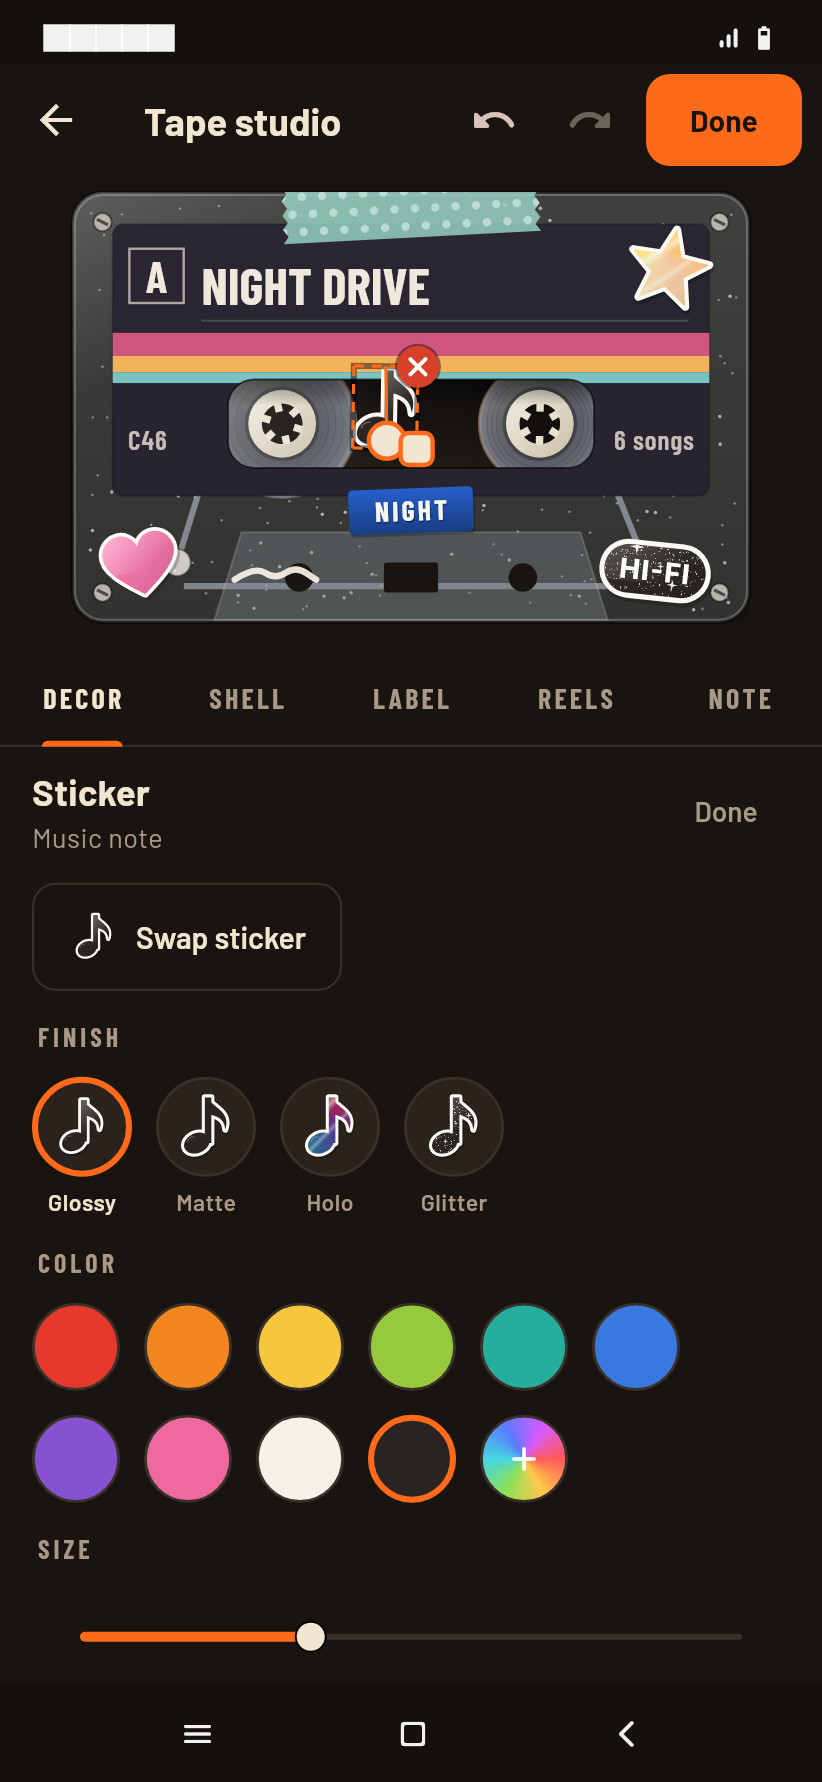 Tape studio
Done
A
NIGHT DRIVE
C46
6 songs
NIGHT
HI-FI
DECOR
SHELL
LABEL
REELS
NOTE
Sticker
Music note
Done
Swap sticker
FINISH
Glossy
Matte
Holo
Glitter
COLOR
SIZE